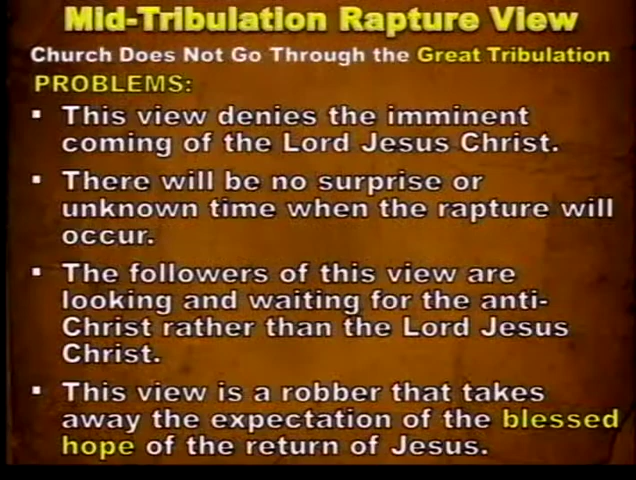 Mid-Tribulation Rapture View
Church Does Not Go Through the Great Tribulation
PROBLEMS:
▪ This view denies the imminent
coming of the Lord Jesus Christ.
▪ There will be no surprise or
unknown time when the rapture will
occur.
▪ The followers of this view are
looking and waiting for the anti-
Christ rather than the Lord Jesus
Christ.
▪ This view is a robber that takes
away the expectation of the blessed
hope of the return of Jesus.